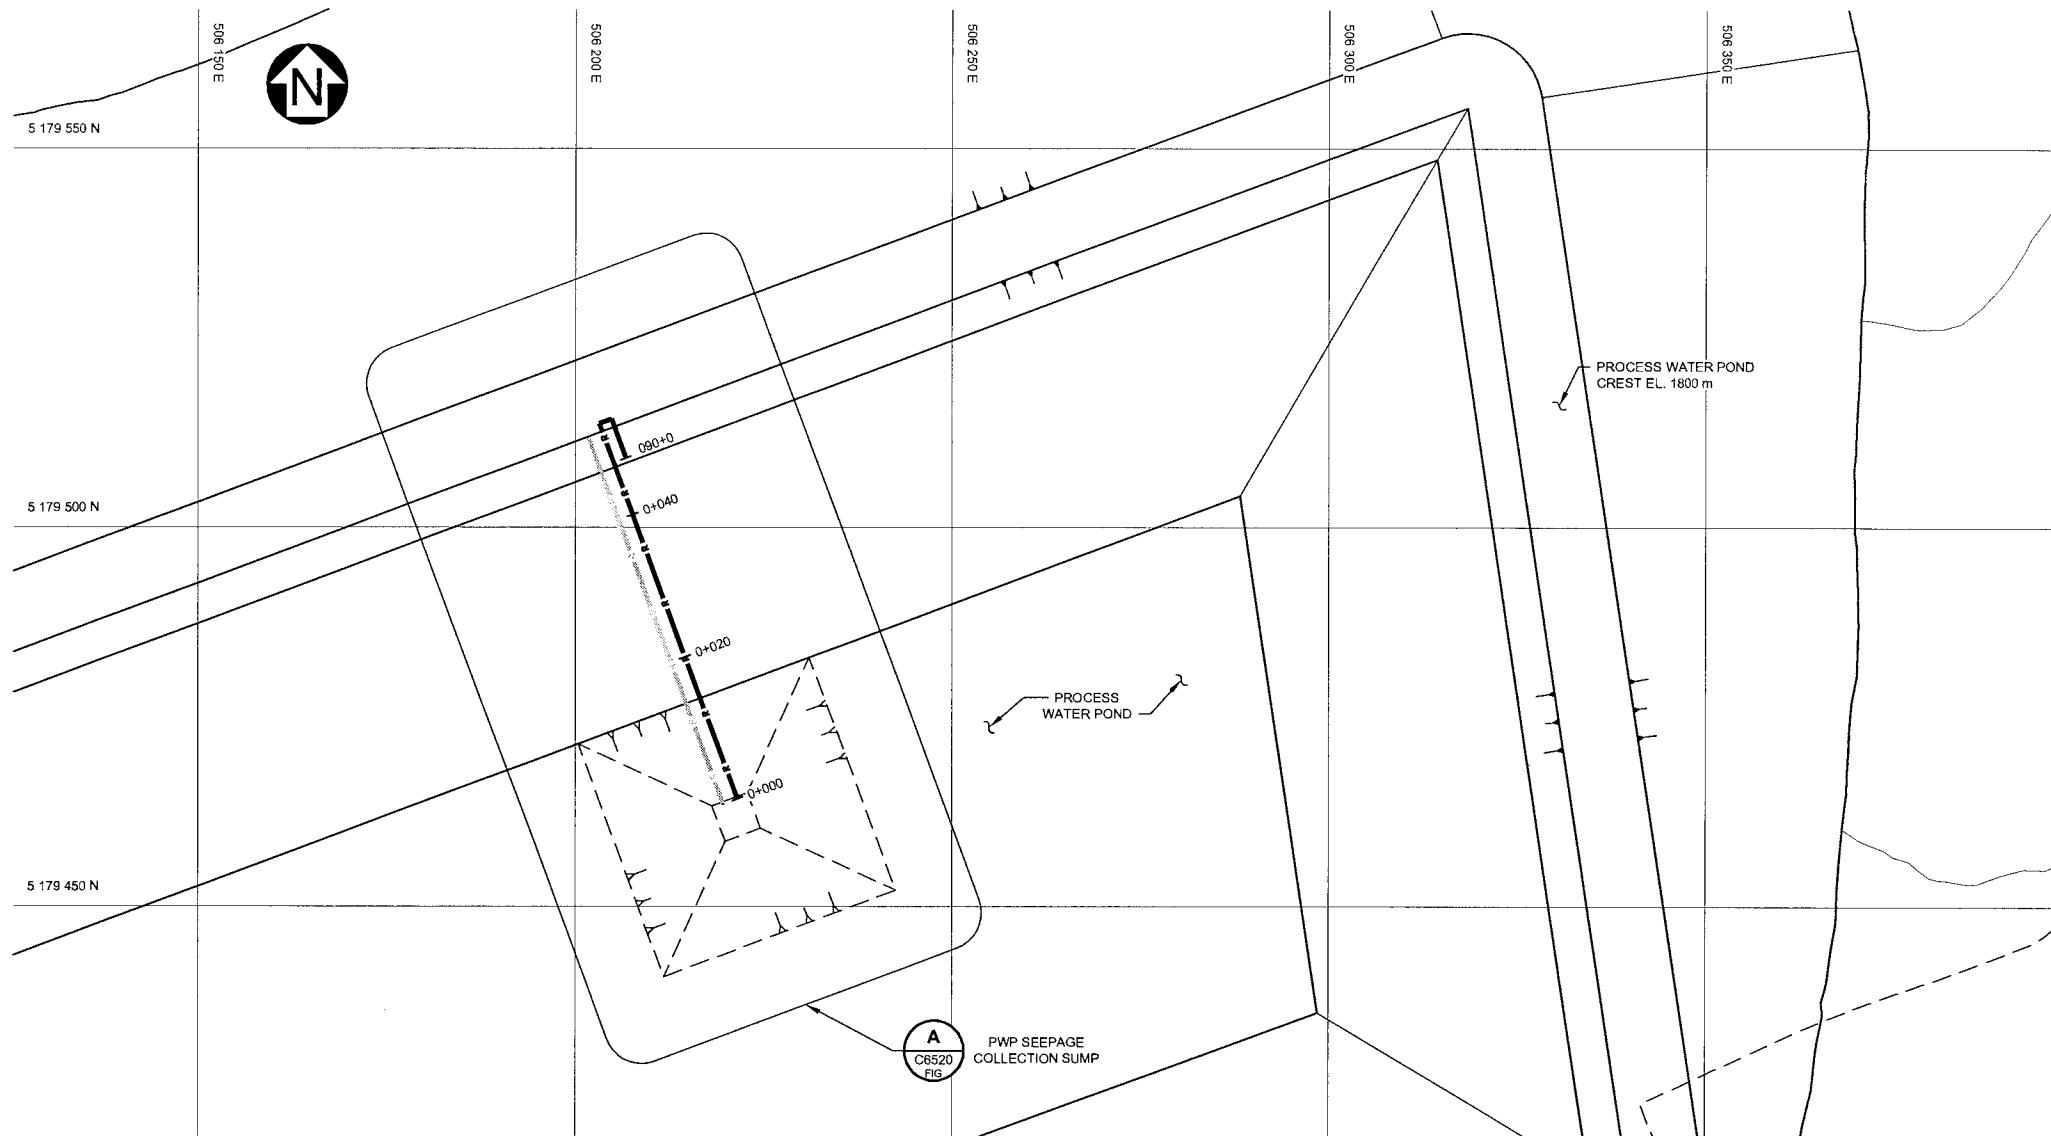 506 150 E
506 200 E
506 250 E
506 300 E
506 350 E
N
5 179 550 N
PROCESS WATER POND
CREST EL. 1800 m
090+0
0+040
5 179 500 N
R
R
R
R
R
R
0+020
PROCESS
WATER POND
0+000
5 179 450 N
A
C6520
FIG
PWP SEEPAGE
COLLECTION SUMP